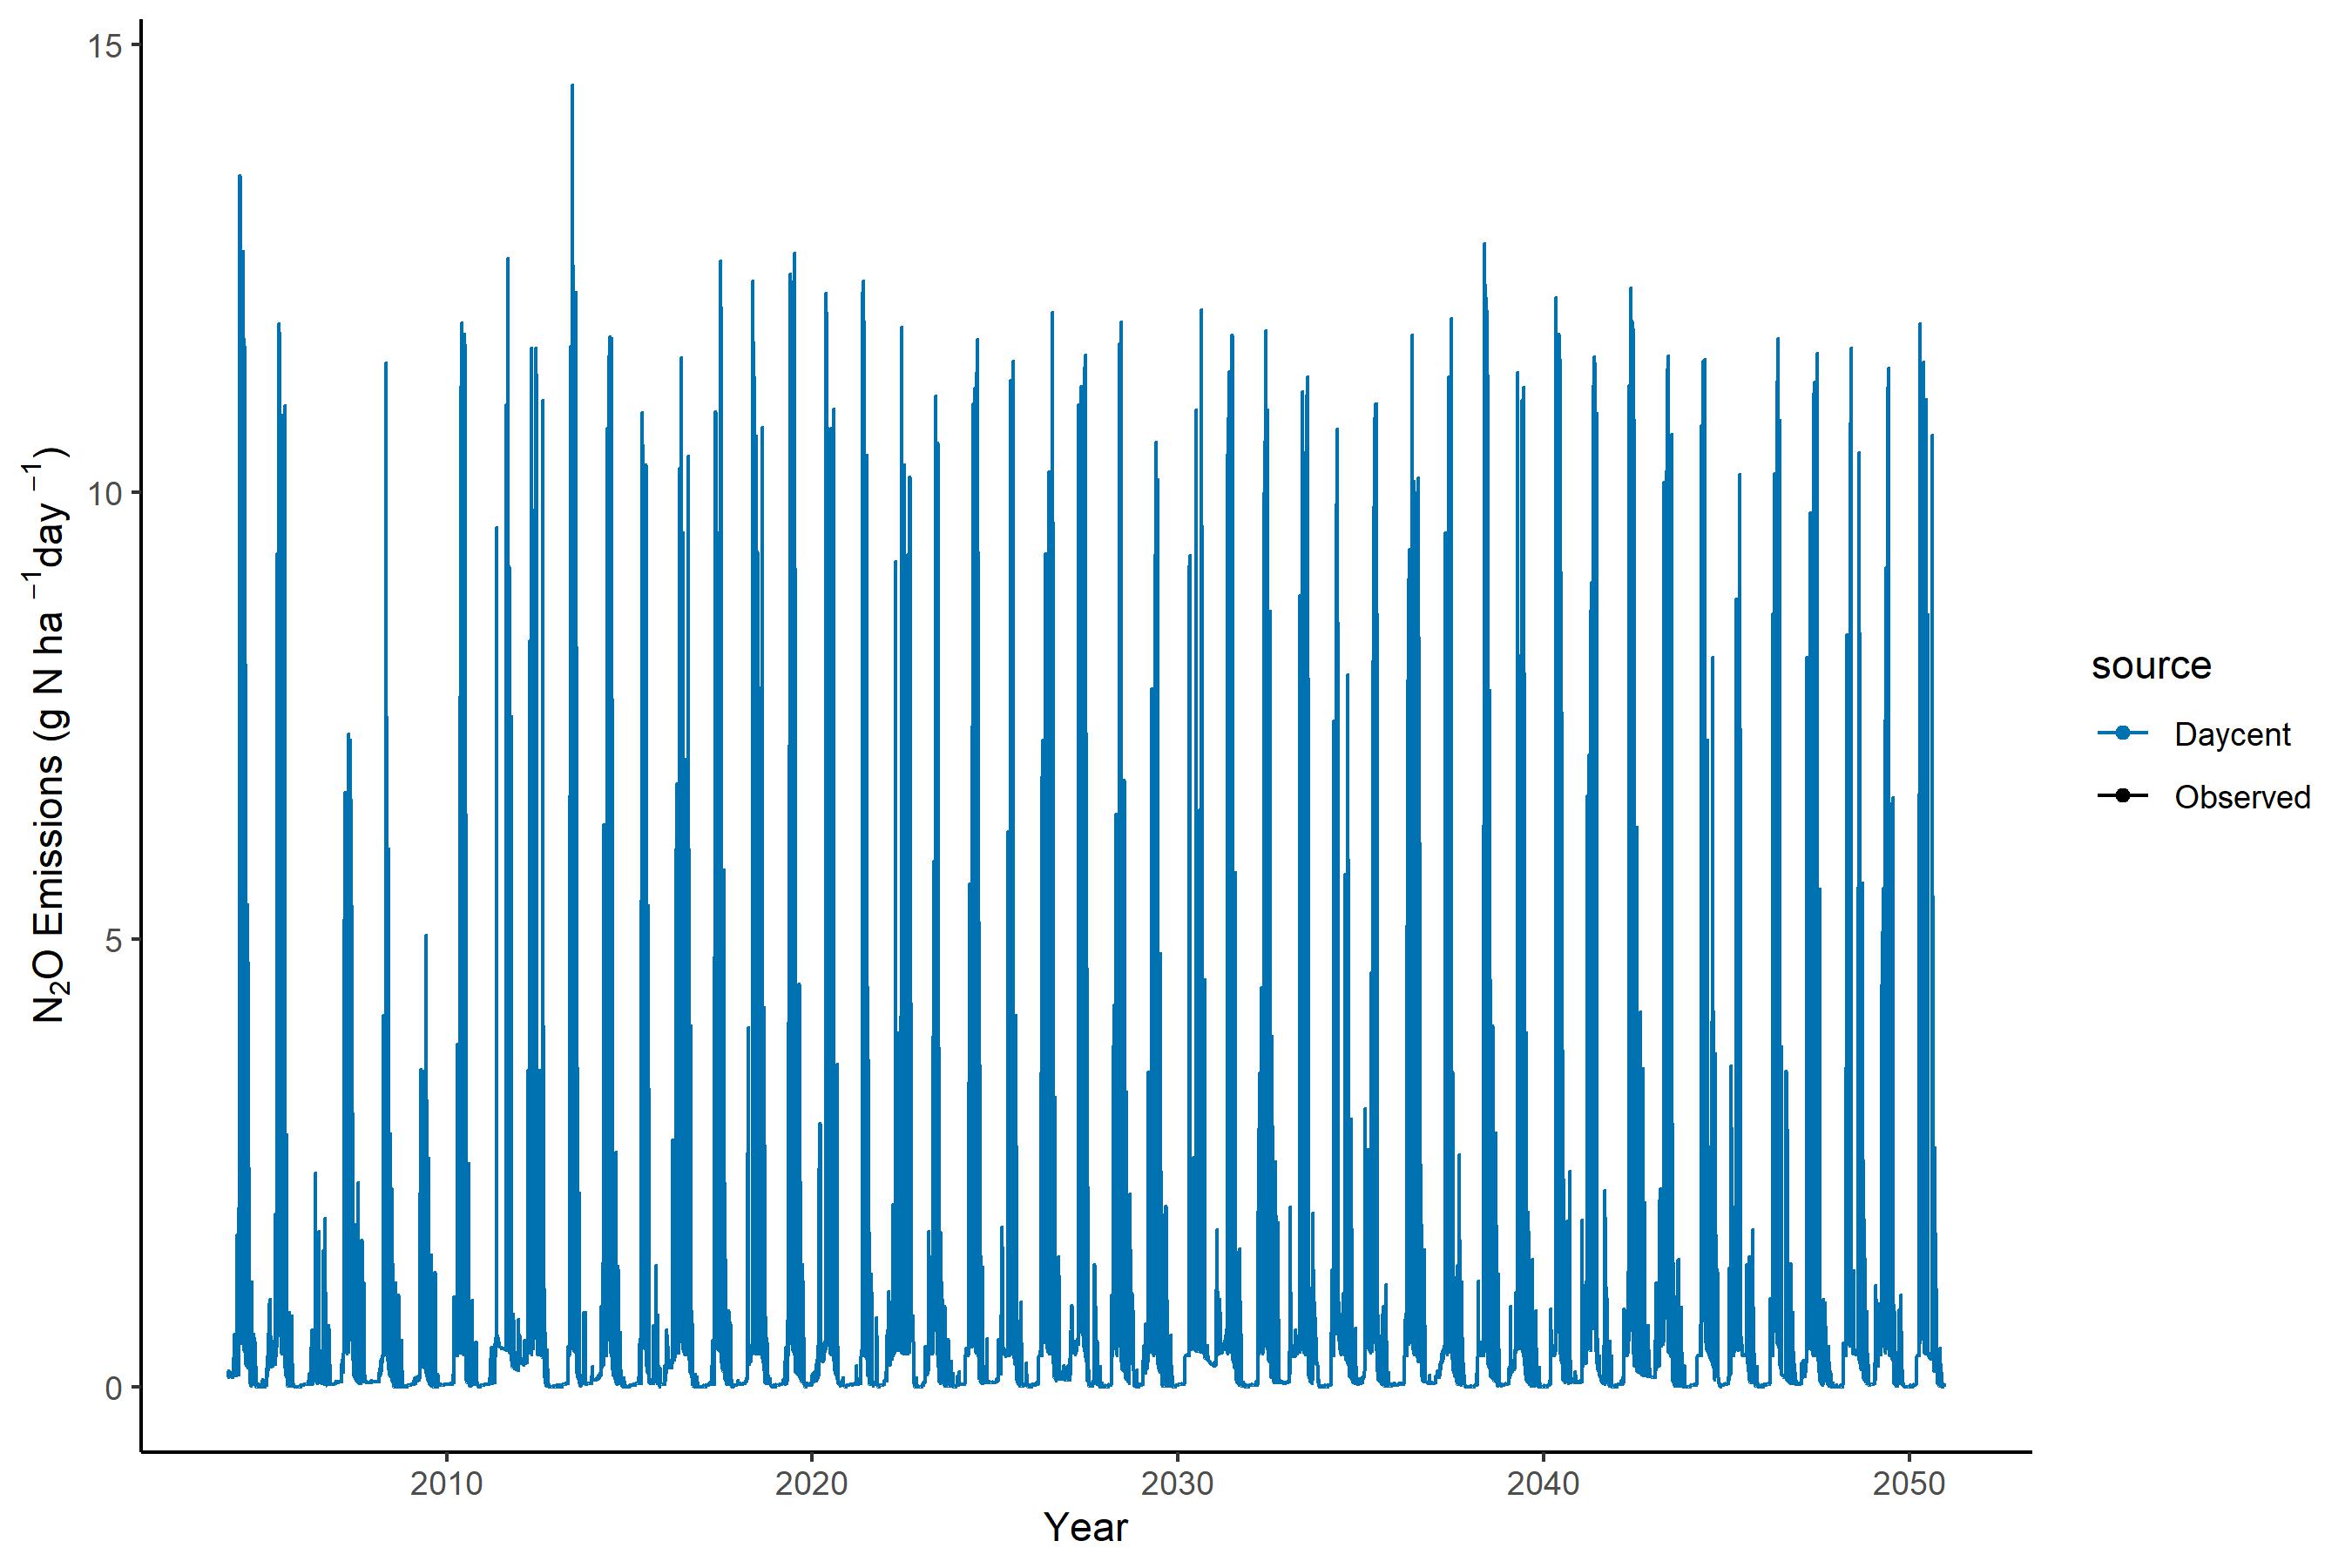 15
10
5
0
N₂O Emissions (g N ha ⁻¹day ⁻¹)
2010 2020 2030 2040 2050
Year
source
Daycent
Observed